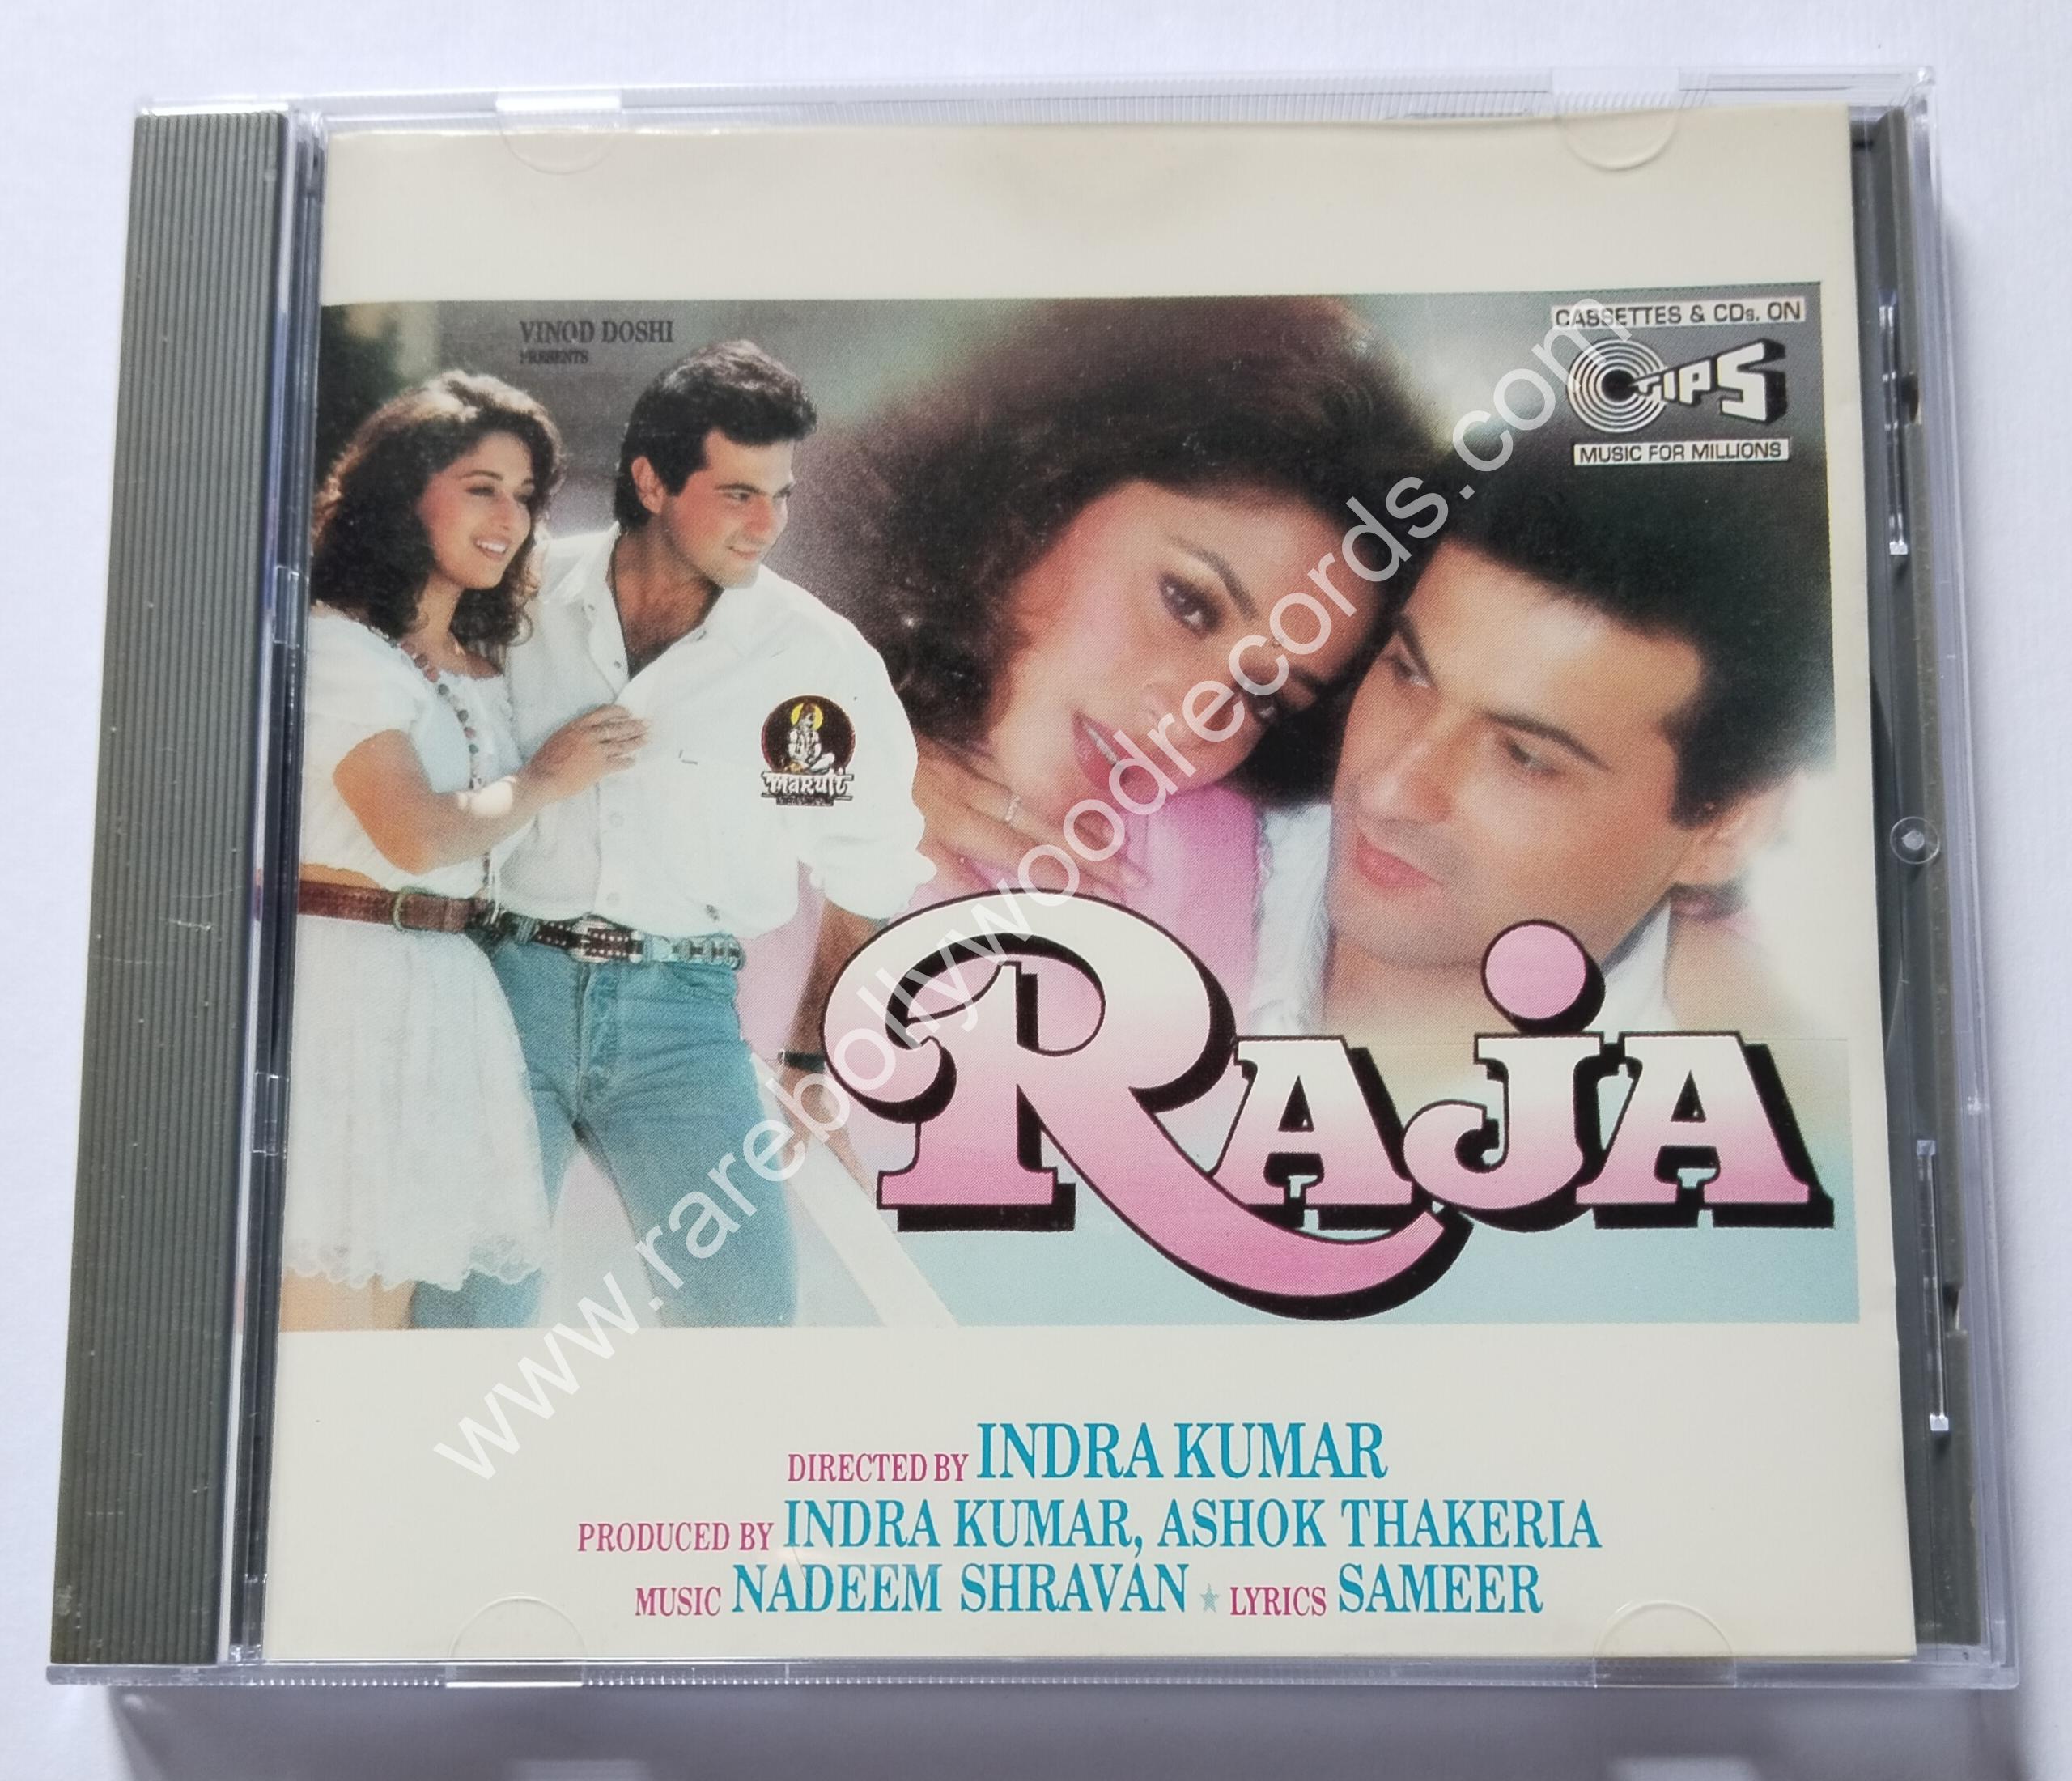 VINOD DOSHI
PRESENTS
CASSETTES & CDs, ON
TIPS
MUSIC FOR MILLIONS
maruti
RAjA
www.rarebollywoodrecords.com
DIRECTED BY INDRA KUMAR
PRODUCED BY INDRA KUMAR, ASHOK THAKERIA
MUSIC NADEEM SHRAVAN ★ LYRICS SAMEER